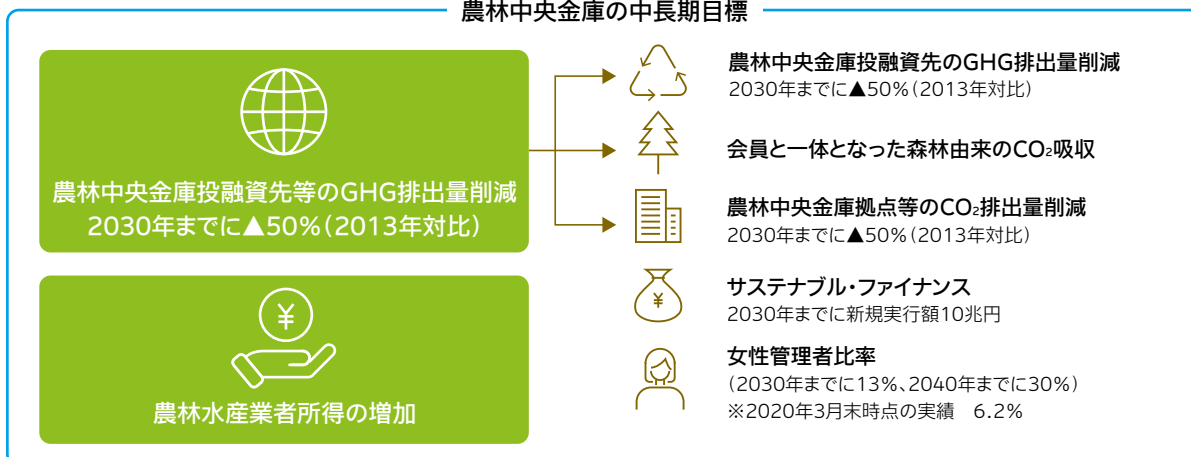 農林中央金庫の中長期目標
農林中央金庫投融資先等のGHG排出量削減
2030年までに▲50%(2013年対比)
農林中央金庫投融資先のGHG排出量削減
2030年までに▲50%(2013年対比)
会員と一体となった森林由来のCO₂吸収
農林中央金庫拠点等のCO₂排出量削減
2030年までに▲50%(2013年対比)
¥
農林水産業者所得の増加
¥
サステナブル・ファイナンス
2030年までに新規実行額10兆円
女性管理者比率
(2030年までに13%、2040年までに30%)
※2020年3月末時点の実績 6.2%